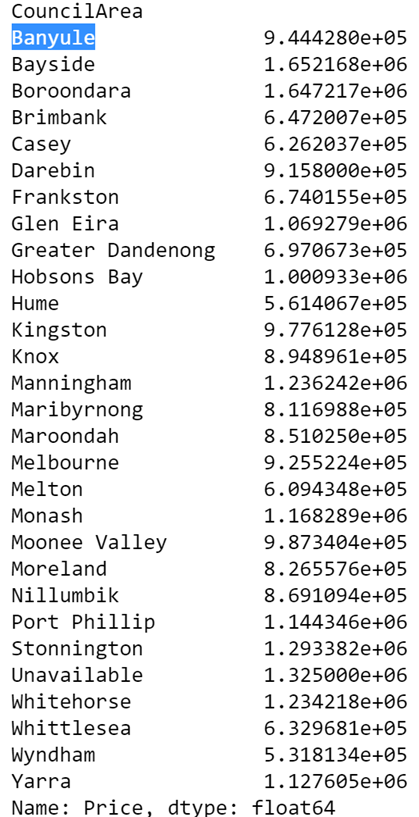 CouncilArea
Banyule 9.444280e+05
Bayside 1.652168e+06
Boroondara 1.647217e+06
Brimbank 6.472007e+05
Casey 6.262037e+05
Darebin 9.158000e+05
Frankston 6.740155e+05
Glen Eira 1.069279e+06
Greater Dandenong 6.970673e+05
Hobsons Bay 1.000933e+06
Hume 5.614067e+05
Kingston 9.776128e+05
Knox 8.948961e+05
Manningham 1.236242e+06
Maribyrnong 8.116988e+05
Maroondah 8.510250e+05
Melbourne 9.255224e+05
Melton 6.094348e+05
Monash 1.168289e+06
Moonee Valley 9.873404e+05
Moreland 8.265576e+05
Nillumbik 8.691094e+05
Port Phillip 1.144346e+06
Stonnington 1.293382e+06
Unavailable 1.325000e+06
Whitehorse 1.234218e+06
Whittlesea 6.329681e+05
Wyndham 5.318134e+05
Yarra 1.127605e+06
Name: Price, dtype: float64